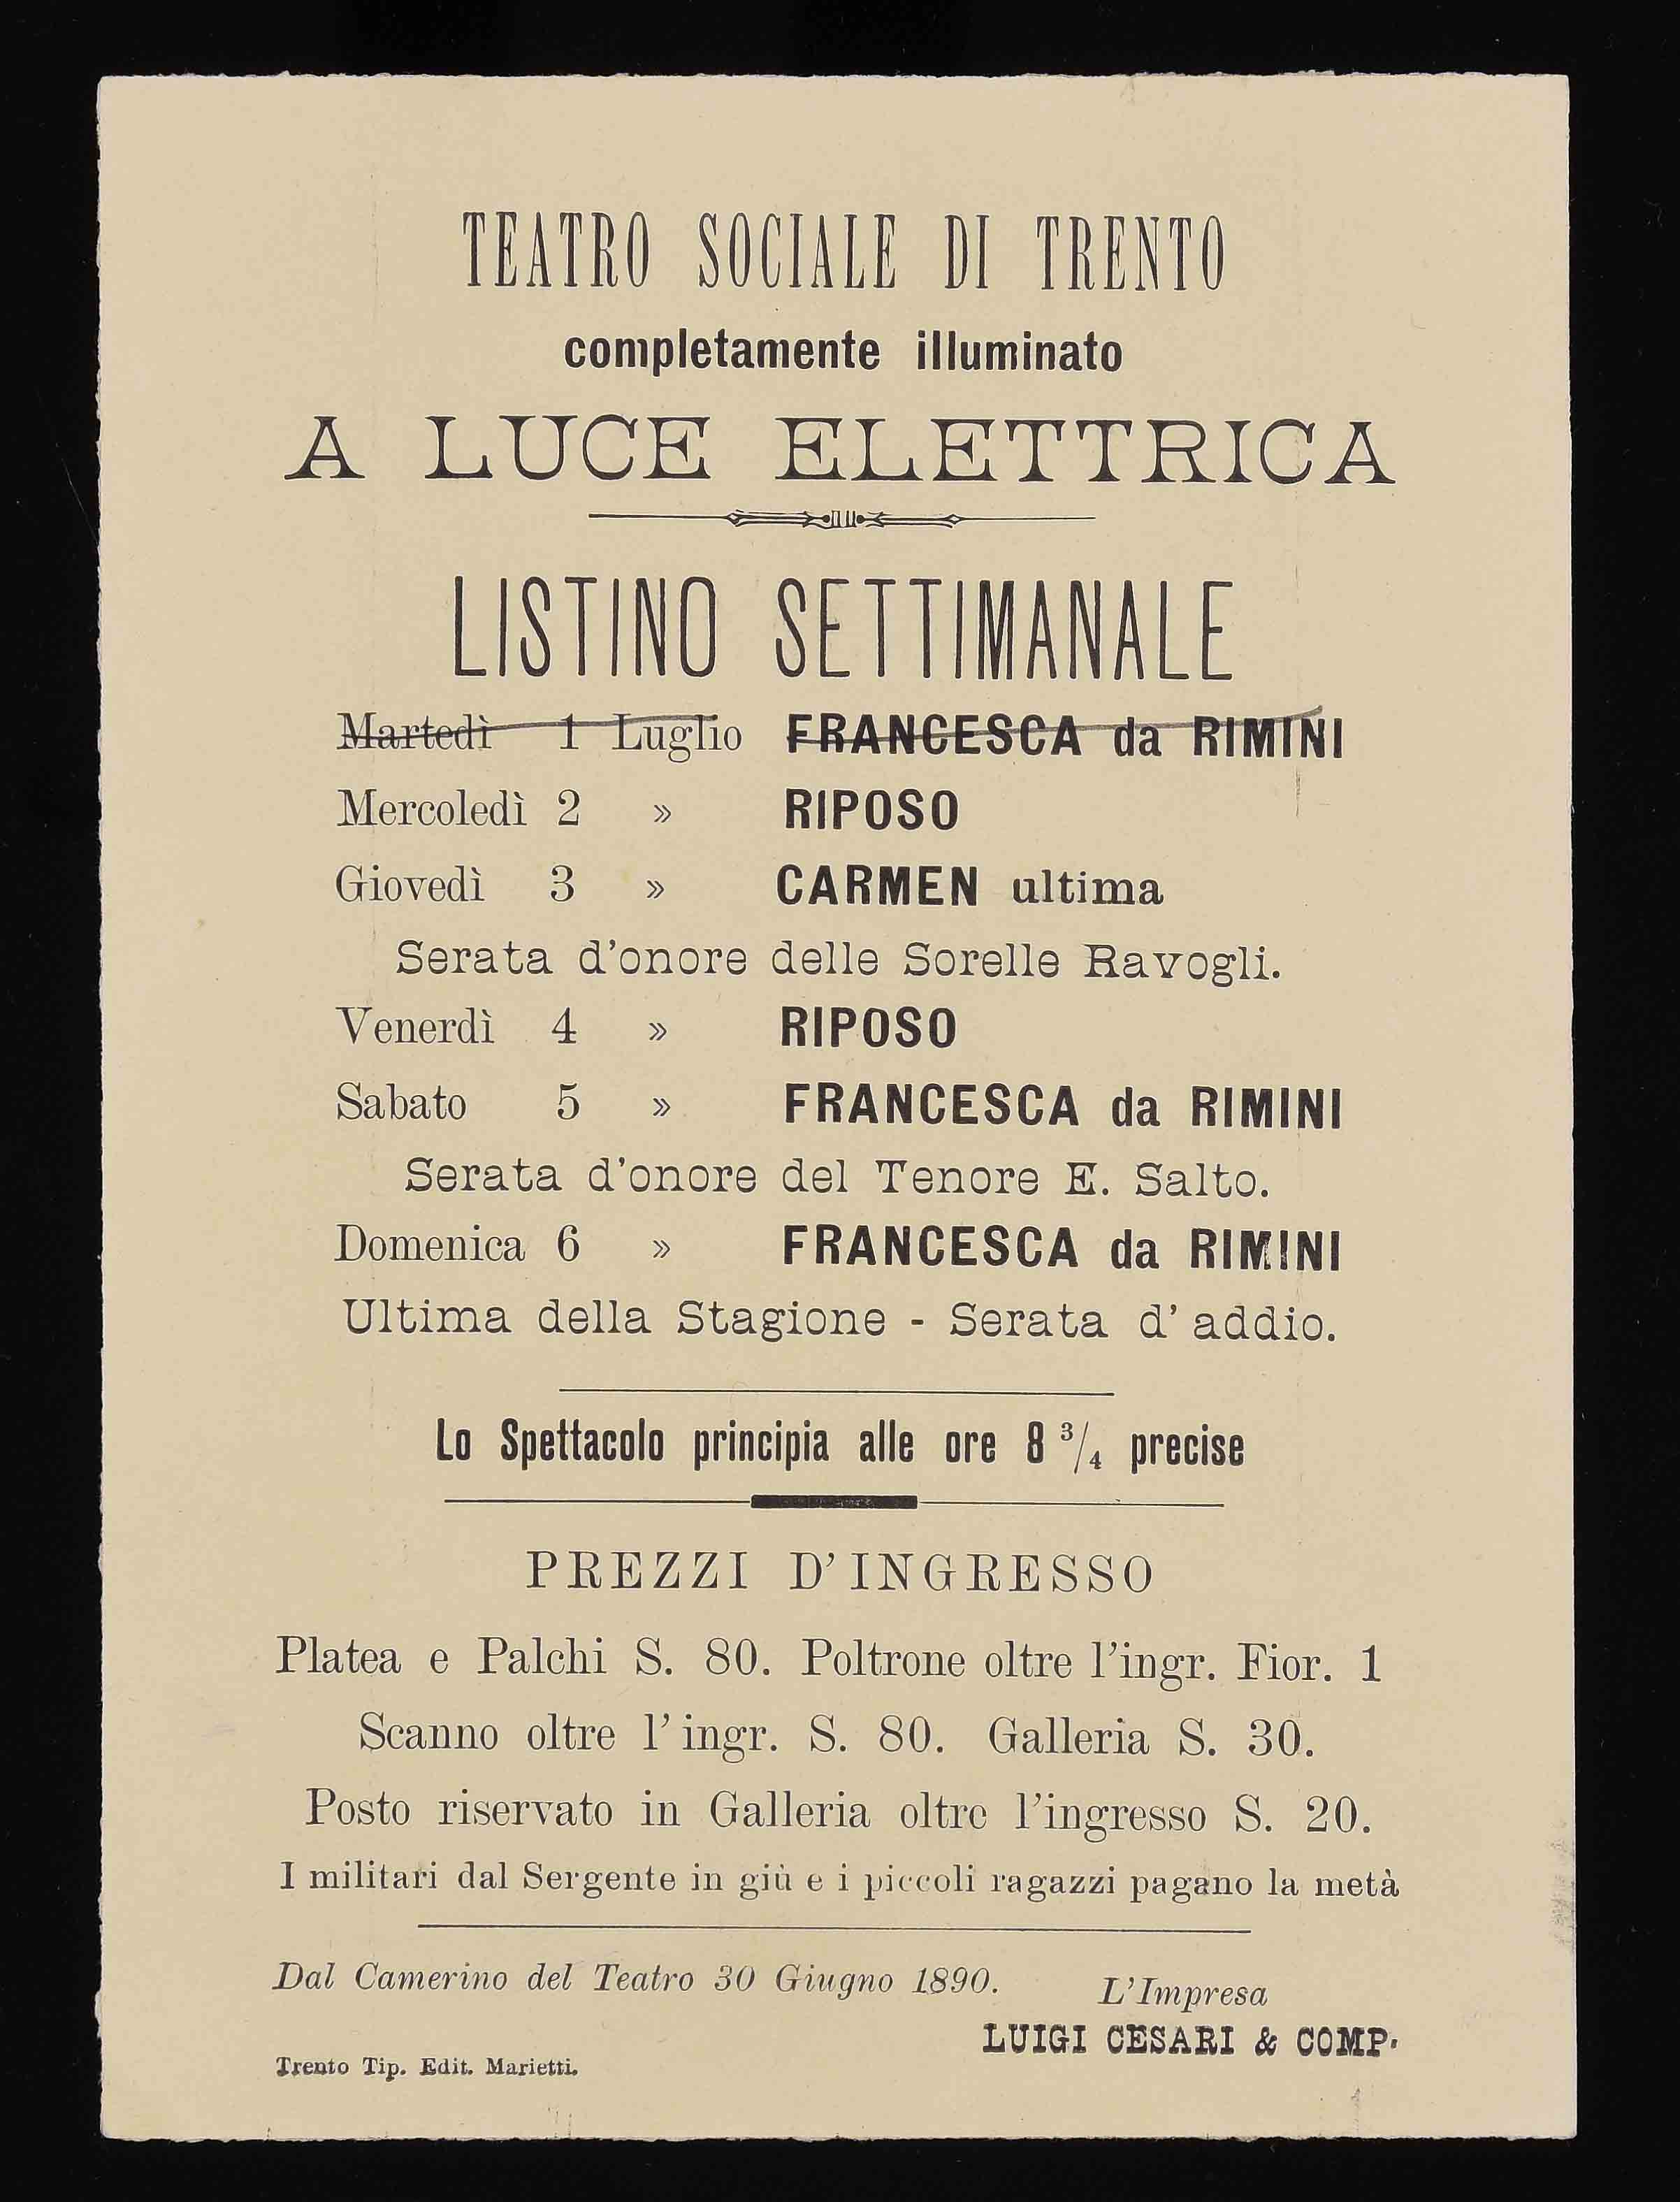 TEATRO SOCIALE DI TRENTO
completamente illuminato
A LUCE ELETTRICA
LISTINO SETTIMANALE
Martedì 1 Luglio FRANCESCA da RIMINI
Mercoledì 2 » RIPOSO
Giovedì 3 » CARMEN ultima
Serata d'onore delle Sorelle Ravogli.
Venerdì 4 » RIPOSO
Sabato 5 » FRANCESCA da RIMINI
Serata d'onore del Tenore E. Salto.
Domenica 6 » FRANCESCA da RIMINI
Ultima della Stagione - Serata d' addio.
Lo Spettacolo principia alle ore 8 3/4 precise
PREZZI D'INGRESSO
Platea e Palchi S. 80. Poltrone oltre l'ingr. Fior. 1
Scanno oltre l' ingr. S. 80. Galleria S. 30.
Posto riservato in Galleria oltre l'ingresso S. 20.
I militari dal Sergente in giù e i piccoli ragazzi pagano la metà
Dal Camerino del Teatro 30 Giugno 1890.
L'Impresa
LUIGI CESARI & COMP.
Trento Tip. Edit. Marietti.